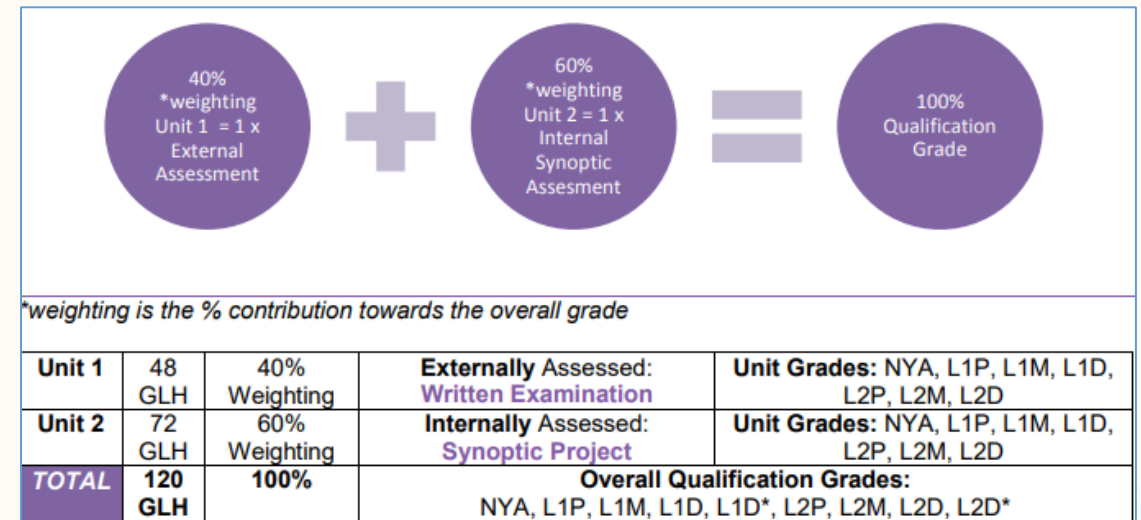 40%
*weighting
Unit 1 = 1 x
External
Assessment
60%
*weighting
Unit 2 = 1 x
Internal
Synoptic
Assesment
100%
Qualification
Grade
*weighting is the % contribution towards the overall grade
Unit 1 48 40% Externally Assessed: Unit Grades: NYA, L1P, L1M, L1D,
GLH Weighting Written Examination L2P, L2M, L2D
Unit 2 72 60% Internally Assessed: Unit Grades: NYA, L1P, L1M, L1D,
GLH Weighting Synoptic Project L2P, L2M, L2D
TOTAL 120 100% Overall Qualification Grades:
GLH NYA, L1P, L1M, L1D, L1D*, L2P, L2M, L2D, L2D*